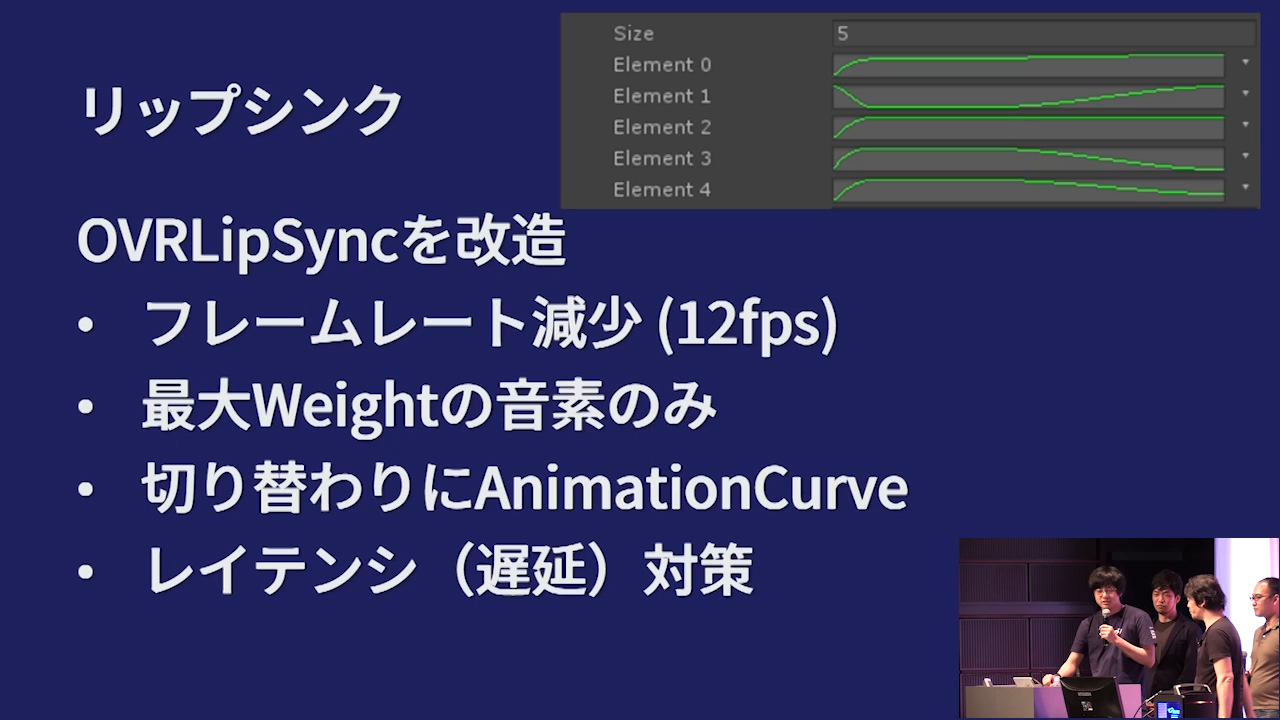 リップシンク
Size 5
Element 0
Element 1
Element 2
Element 3
Element 4
OVRLipSyncを改造
• フレームレート減少 (12fps)
• 最大Weightの音素のみ
• 切り替わりにAnimationCurve
• レイテンシ（遅延）対策